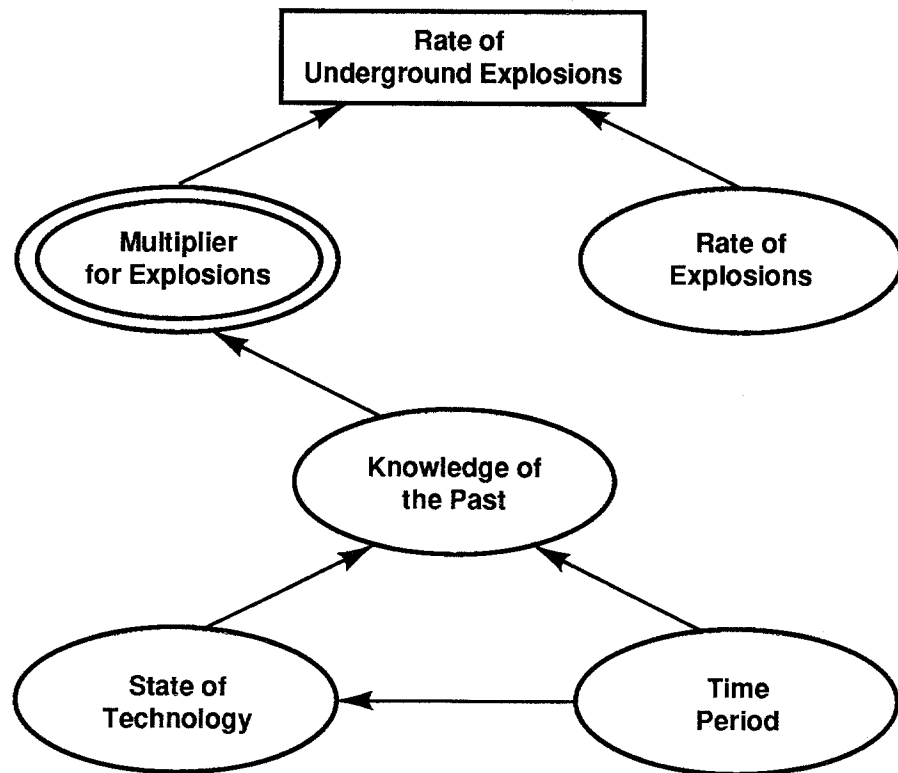 Rate of
Underground Explosions
Multiplier
for Explosions
Rate of
Explosions
Knowledge of
the Past
State of
Technology
Time
Period